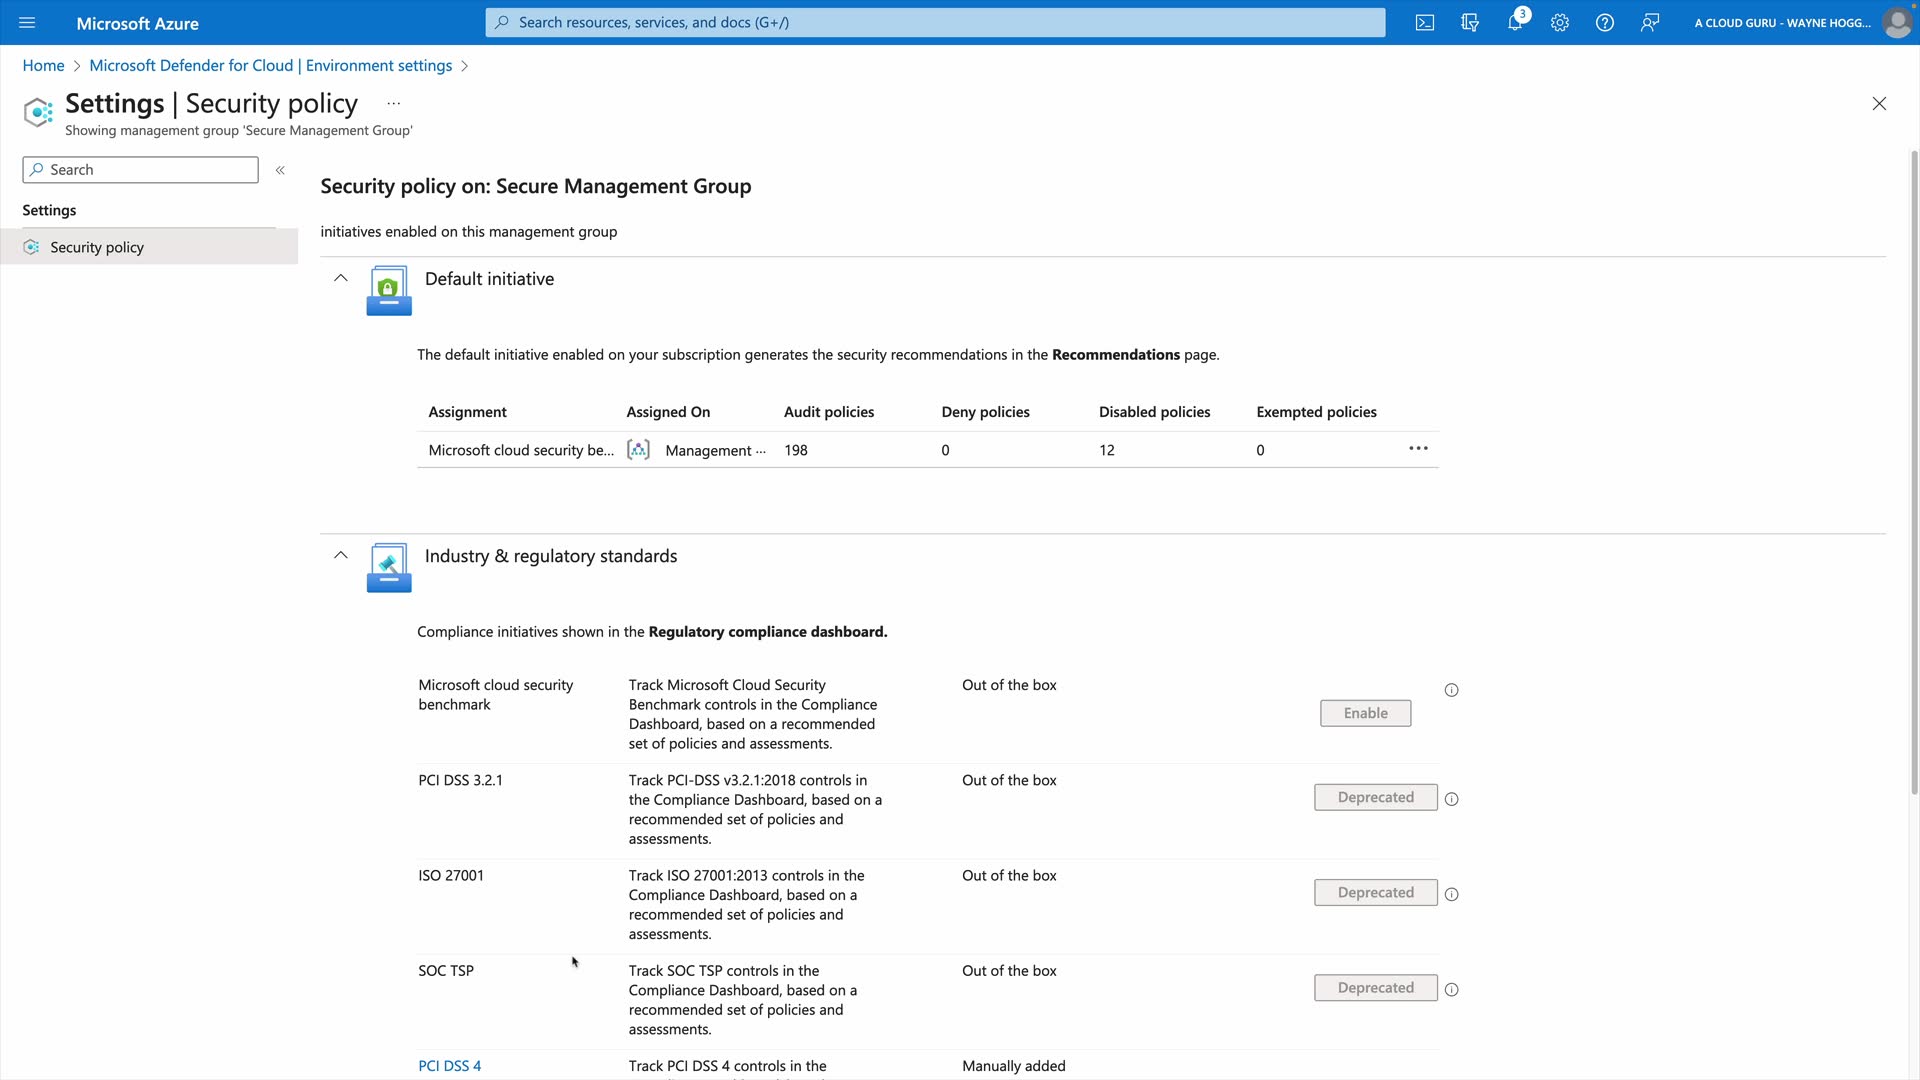 Microsoft Azure
Search resources, services, and docs (G+/)
3
A CLOUD GURU - WAYNE HOGG...
Home > Microsoft Defender for Cloud | Environment settings >
Settings | Security policy ...
Showing management group 'Secure Management Group'
Search
«
Settings
Security policy
Security policy on: Secure Management Group
initiatives enabled on this management group
Default initiative
The default initiative enabled on your subscription generates the security recommendations in the Recommendations page.
Assignment Assigned On Audit policies Deny policies Disabled policies Exempted policies
Microsoft cloud security be... Management ... 198 0 12 0 ...
Industry & regulatory standards
Compliance initiatives shown in the Regulatory compliance dashboard.
Microsoft cloud security
benchmark
Track Microsoft Cloud Security
Benchmark controls in the Compliance
Dashboard, based on a recommended
set of policies and assessments.
Out of the box
Enable
PCI DSS 3.2.1
Track PCI-DSS v3.2.1:2018 controls in
the Compliance Dashboard, based on a
recommended set of policies and
assessments.
Out of the box
Deprecated
ISO 27001
Track ISO 27001:2013 controls in the
Compliance Dashboard, based on a
recommended set of policies and
assessments.
Out of the box
Deprecated
SOC TSP
Track SOC TSP controls in the
Compliance Dashboard, based on a
recommended set of policies and
assessments.
Out of the box
Deprecated
PCI DSS 4
Track PCI DSS 4 controls in the
Manually added